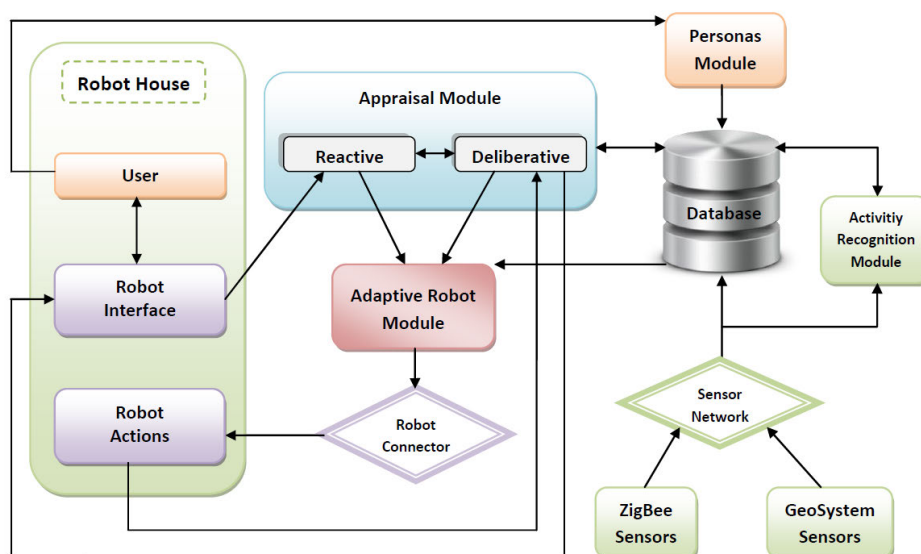 Personas
Module
Robot House
Appraisal Module
Reactive
Deliberative
User
Database
Activitiy
Recognition
Module
Robot
Interface
Adaptive Robot
Module
Robot
Actions
Robot
Connector
Sensor
Network
ZigBee
Sensors
GeoSystem
Sensors